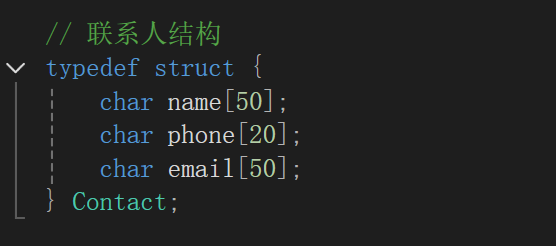 // 联系人结构
typedef struct {
    char name[50];
    char phone[20];
    char email[50];
} Contact;